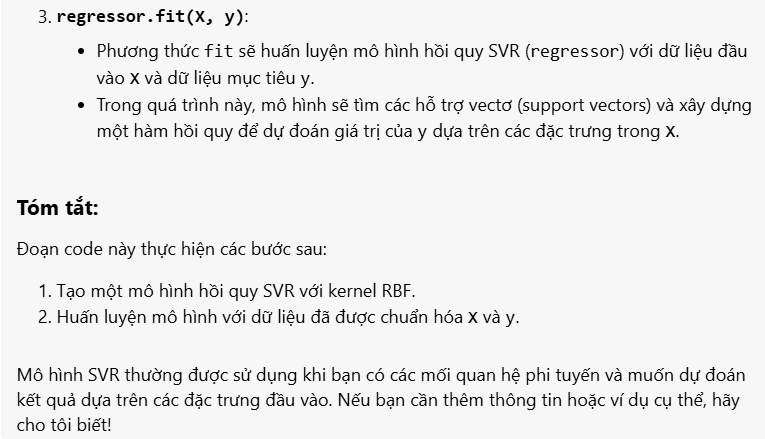 3. regressor.fit(X, y):
• Phương thức fit sẽ huấn luyện mô hình hồi quy SVR (regressor) với dữ liệu đầu
vào X và dữ liệu mục tiêu y.
• Trong quá trình này, mô hình sẽ tìm các hỗ trợ vectơ (support vectors) và xây dựng
một hàm hồi quy để dự đoán giá trị của y dựa trên các đặc trưng trong X.
Tóm tắt:
Đoạn code này thực hiện các bước sau:
1. Tạo một mô hình hồi quy SVR với kernel RBF.
2. Huấn luyện mô hình với dữ liệu đã được chuẩn hóa X và y.
Mô hình SVR thường được sử dụng khi bạn có các mối quan hệ phi tuyến và muốn dự đoán
kết quả dựa trên các đặc trưng đầu vào. Nếu bạn cần thêm thông tin hoặc ví dụ cụ thể, hãy
cho tôi biết!